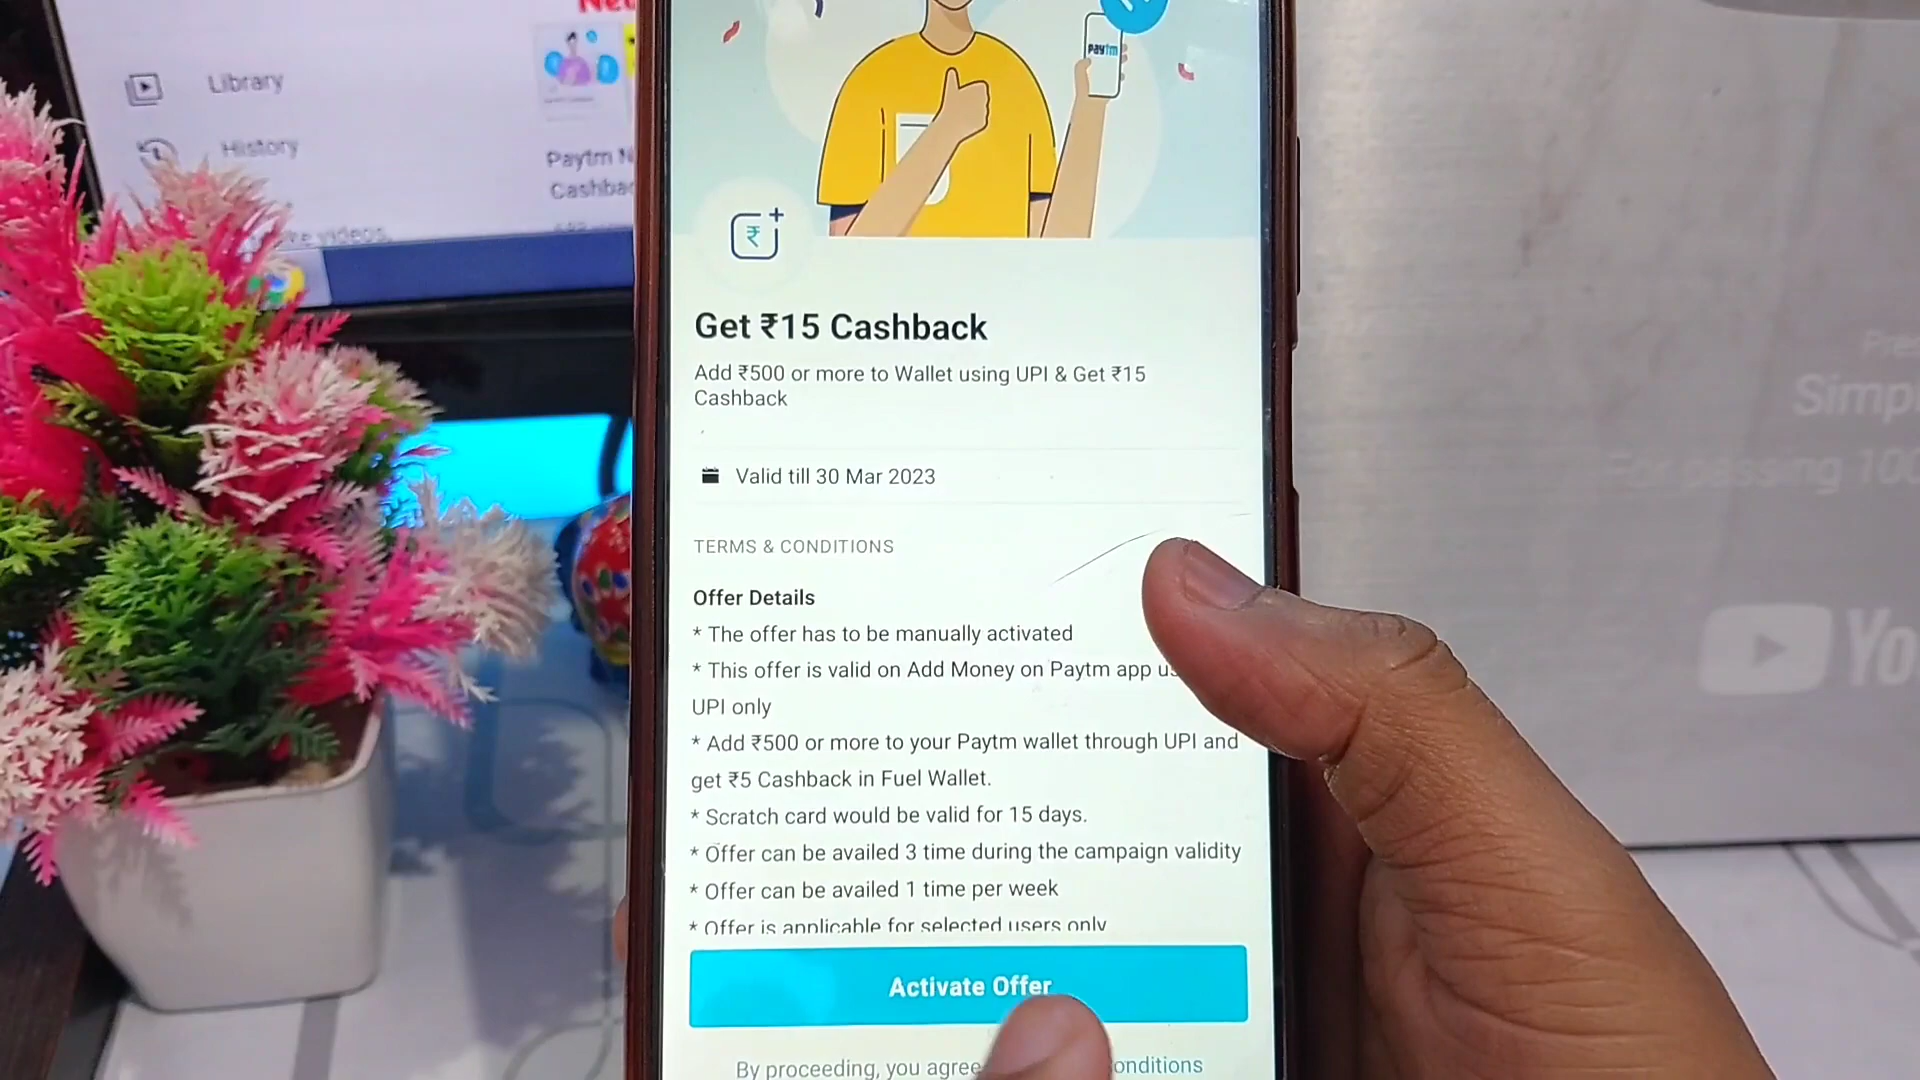 Library
History
Paytm
paytm
Get ₹15 Cashback
Add ₹500 or more to Wallet using UPI & Get ₹15
Cashback
Valid till 30 Mar 2023
TERMS & CONDITIONS
Offer Details
* The offer has to be manually activated
* This offer is valid on Add Money on Paytm app
UPI only
* Add ₹500 or more to your Paytm wallet through UPI and
get ₹5 Cashback in Fuel Wallet.
* Scratch card would be valid for 15 days.
* Offer can be availed 3 time during the campaign validity
* Offer can be availed 1 time per week
* Offer is applicable for selected users only
Activate Offer
By proceeding, you agree
For passing